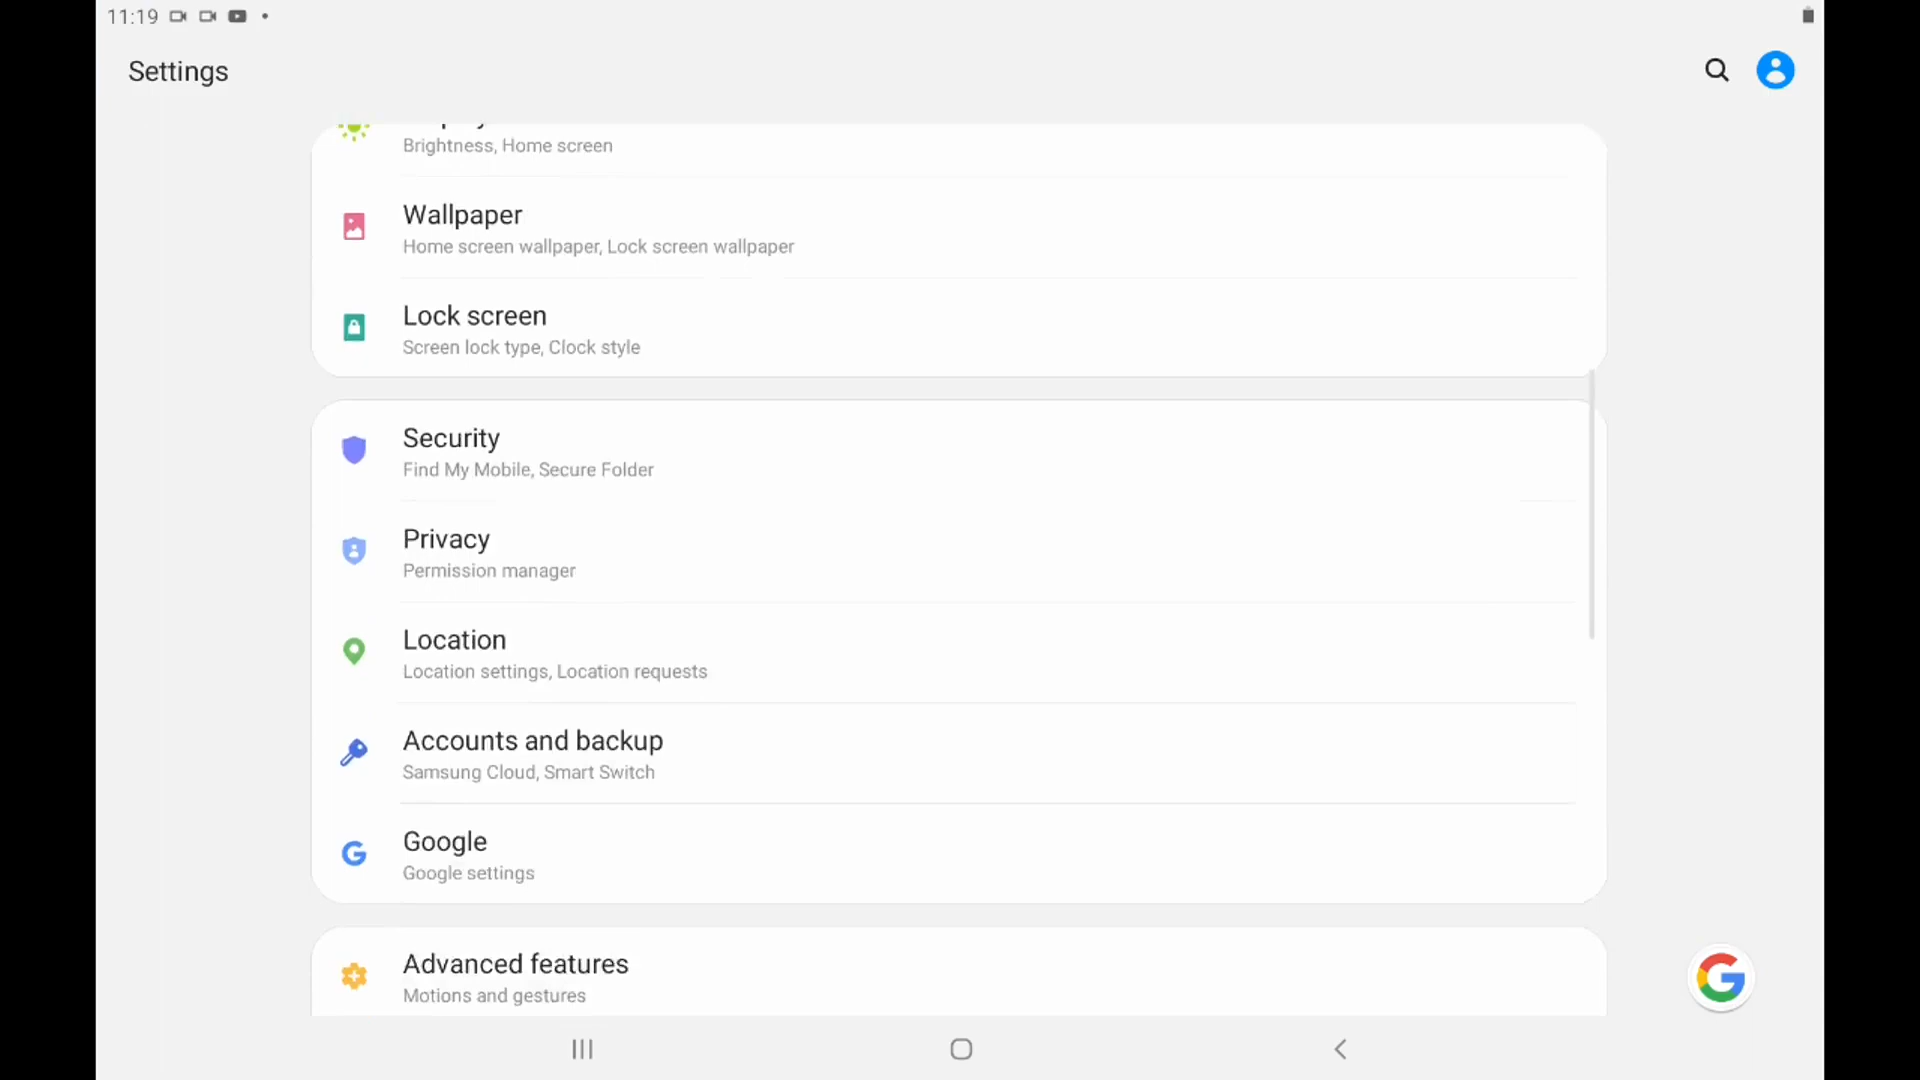 11:19
Settings
Brightness, Home screen
Wallpaper
Home screen wallpaper, Lock screen wallpaper
Lock screen
Screen lock type, Clock style
Security
Find My Mobile, Secure Folder
Privacy
Permission manager
Location
Location settings, Location requests
Accounts and backup
Samsung Cloud, Smart Switch
Google
Google settings
Advanced features
Motions and gestures